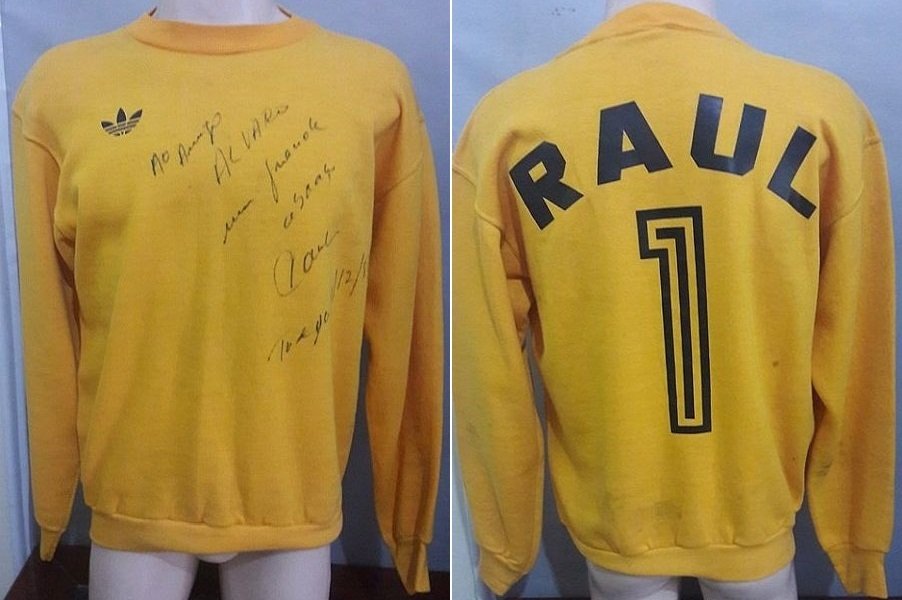 Ao Amigo
ALVARO
um grande
abraço
Raul
RAUL
1